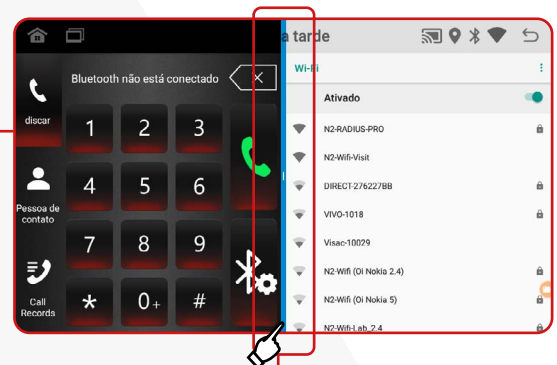 a tarde
Bluetooth não está conectado
discar
1 2 3
Pessoa de
contato
4 5 6
7 8 9
Call
Records
* 0+ #
Wi-Fi
Ativado
N2-RADIUS-PRO
N2-Wifi-Visit
DIRECT-276227BB
VIVO-1018
Visac-10029
N2-Wifi (Oi Nokia 2.4)
N2-Wifi (Oi Nokia 5)
N2-Wifi-Lab_2.4